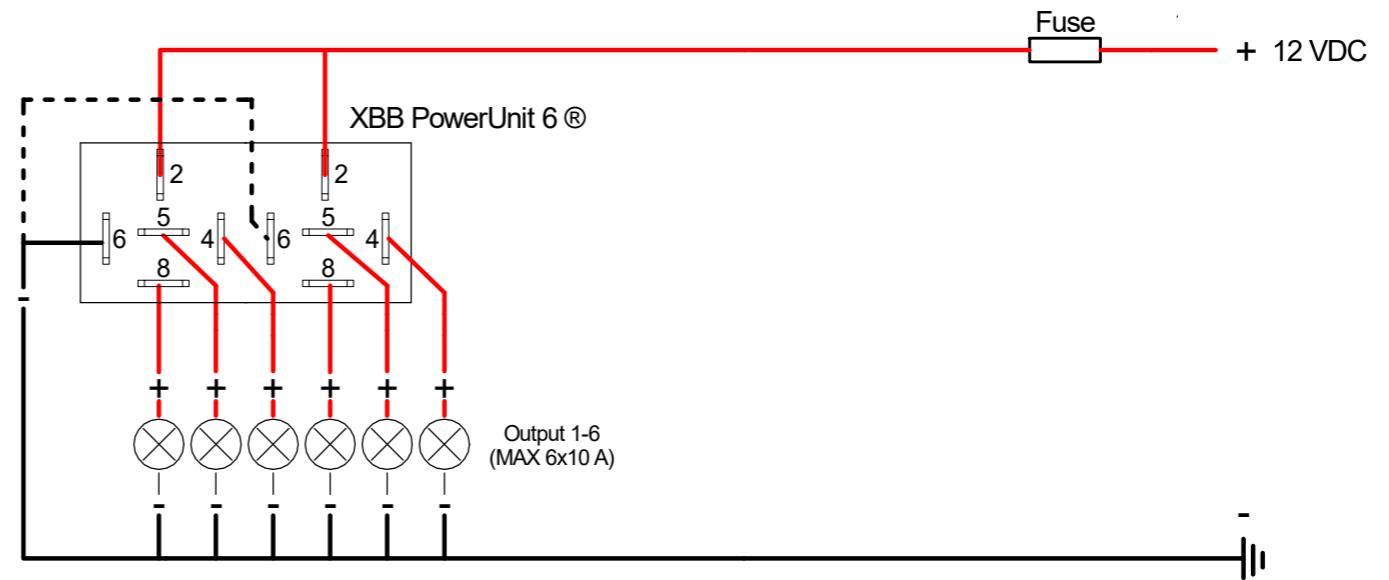 Fuse
+ 12 VDC
XBB PowerUnit 6 ®
2 2
5 5
6 4 6 4
8 8
-
+ + + + + +
Output 1-6
(MAX 6x10 A)
- - - - - -
-